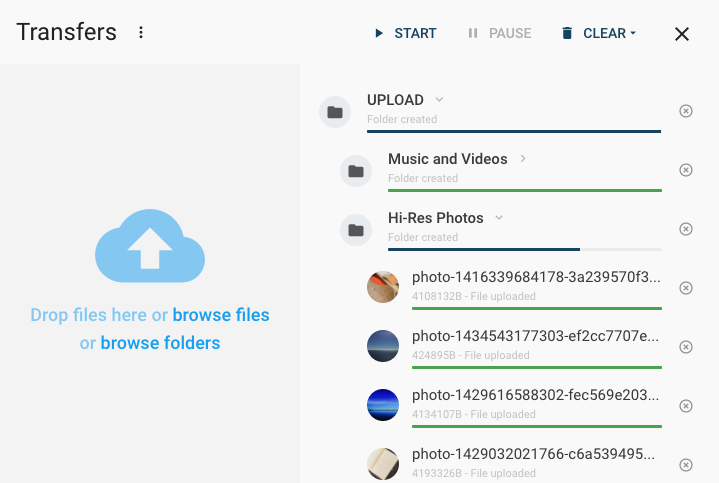 Transfers
START
PAUSE
CLEAR
Drop files here or browse files
or browse folders
UPLOAD
Folder created
Music and Videos
Folder created
Hi-Res Photos
Folder created
photo-1416339684178-3a239570f3...
4108132B - File uploaded
photo-1434543177303-ef2cc7707e...
424895B - File uploaded
photo-1429616588302-fec569e203...
4134107B - File uploaded
photo-1429032021766-c6a539495...
4193326B - File uploaded